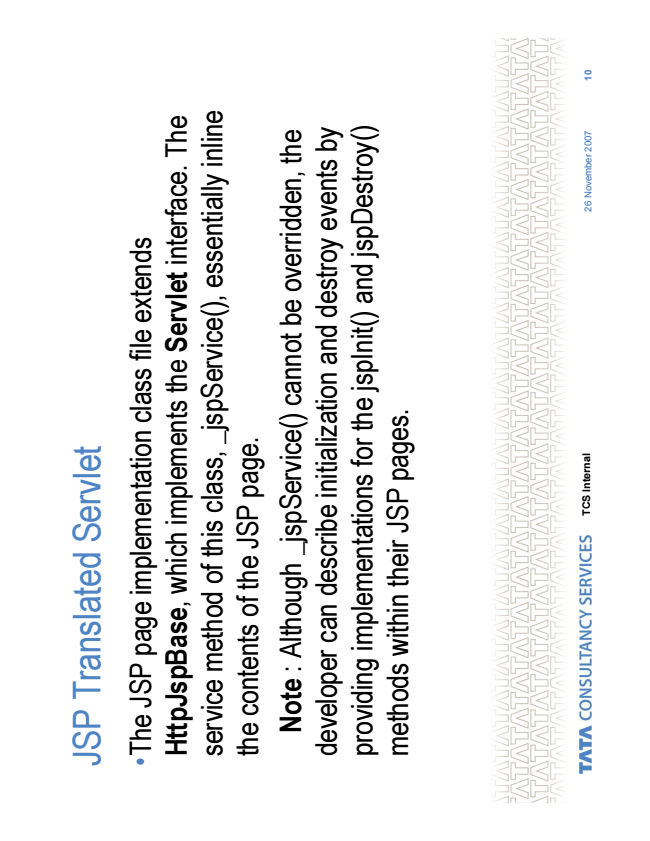 JSP Translated Servlet
•The JSP page implementation class file extends
HttpJspBase, which implements the Servlet interface. The
service method of this class, _jspService(), essentially inline
the contents of the JSP page.
Note : Although _jspService() cannot be overridden, the
developer can describe initialization and destroy events by
providing implementations for the jspInit() and jspDestroy()
methods within their JSP pages.
TATA CONSULTANCY SERVICES TCS Internal 26 November 2007 10